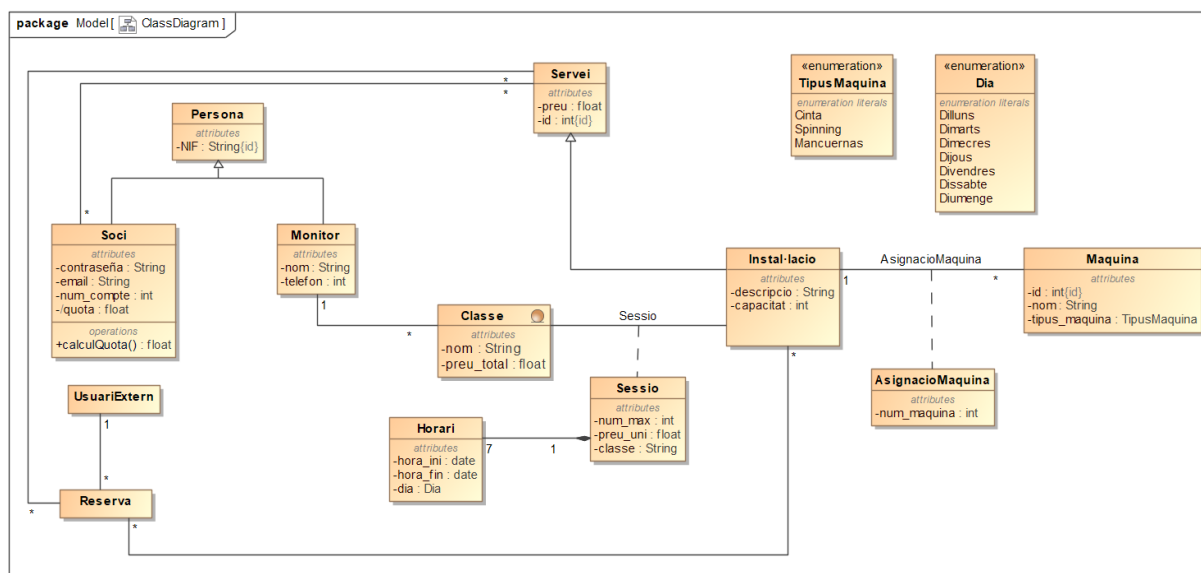 package Model[ ClassDiagram ]
Servei
attributes
-preu : float
-id : int{id}
«enumeration»
TipusMaquina
enumeration literals
Cinta
Spinning
Mancuernas
«enumeration»
Dia
enumeration literals
Dilluns
Dimarts
Dimecres
Dijous
Divendres
Dissabte
Diumenge
*
*
Persona
attributes
-NIF : String{id}
*
Soci
attributes
-contraseña : String
-email : String
-num_compte : int
-/quota : float
operations
+calculQuota() : float
Monitor
attributes
-nom : String
-telefon : int
1
*
Classe
attributes
-nom : String
-preu_total : float
Sessio
Instal·lacio
attributes
-descripcio : String
-capacitat : int
1
AsignacioMaquina
*
Maquina
attributes
-id : int{id}
-nom : String
-tipus_maquina : TipusMaquina
*
AsignacioMaquina
attributes
-num_maquina : int
Sessio
attributes
-num_max : int
-preu_uni : float
-classe : String
UsuariExtern
1
*
Horari
attributes
-hora_ini : date
-hora_fin : date
-dia : Dia
7
1
Reserva
*
*